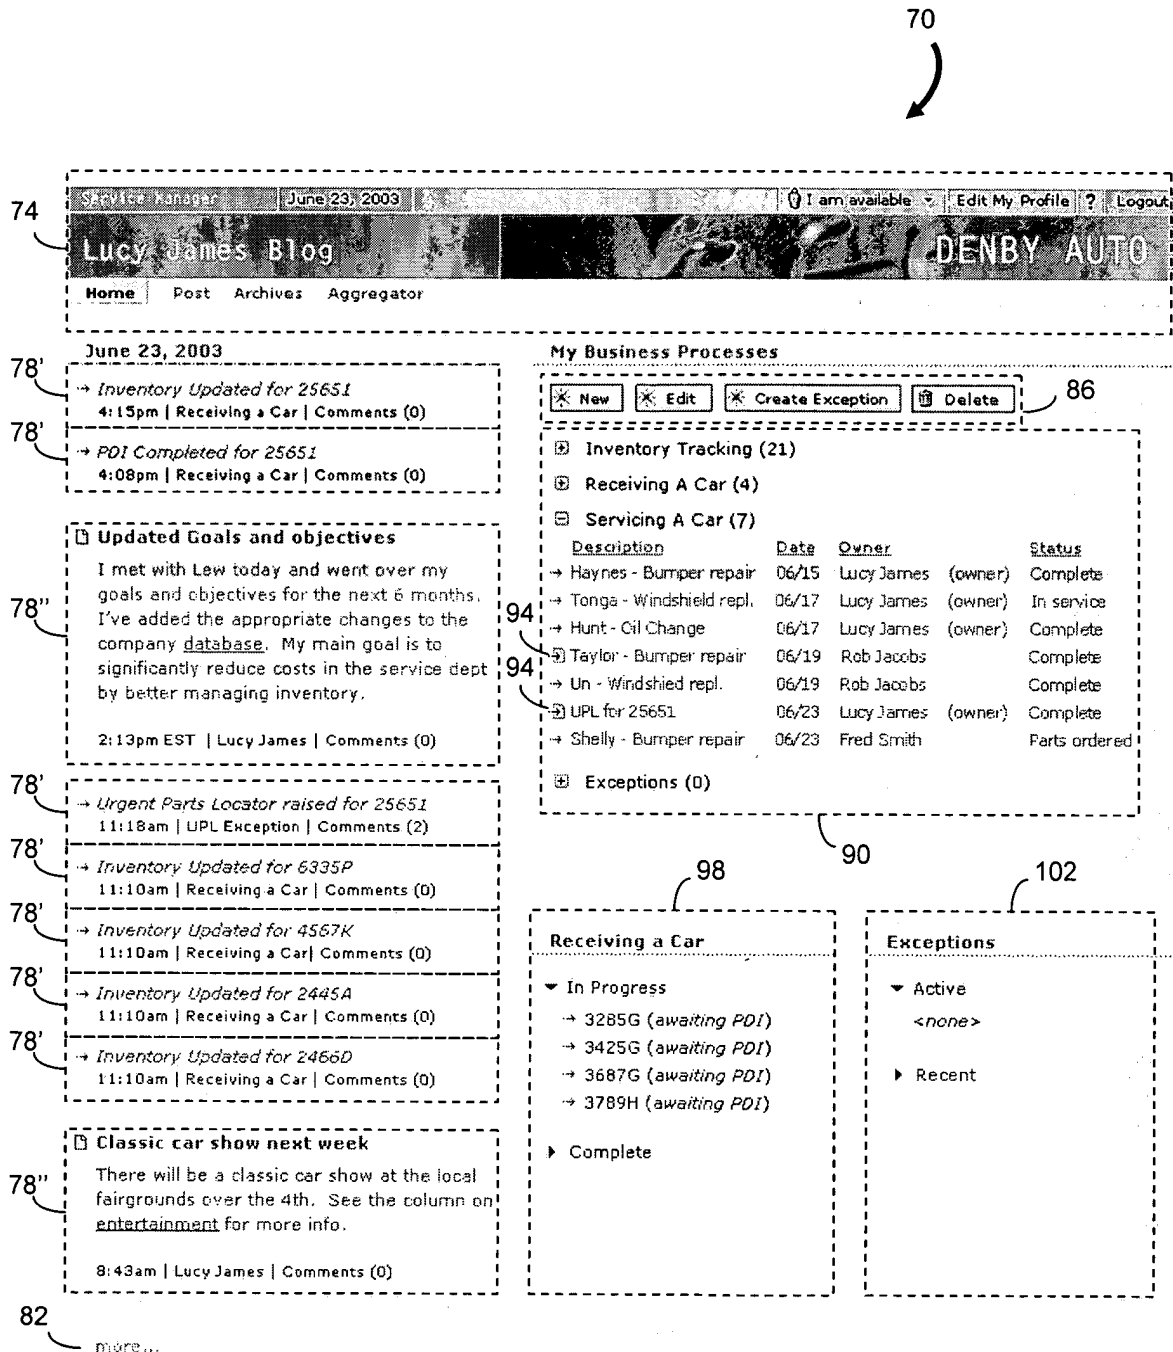 70
74
Service Manager June 23, 2003 I am available Edit My Profile ? Logout
Lucy James Blog DENBY AUTO
Home Post Archives Aggregator
June 23, 2003
78'
→ Inventory Updated for 25651
4:15pm | Receiving a Car | Comments (0)
78'
→ PDI Completed for 25651
4:08pm | Receiving a Car | Comments (0)
78''
Updated Goals and objectives
I met with Lew today and went over my
goals and objectives for the next 6 months.
I've added the appropriate changes to the
company database. My main goal is to
significantly reduce costs in the service dept
by better managing inventory.
2:13pm EST | Lucy James | Comments (0)
78'
→ Urgent Parts Locator raised for 25651
11:18am | UPL Exception | Comments (2)
78'
→ Inventory Updated for 6335P
11:10am | Receiving a Car | Comments (0)
78'
→ Inventory Updated for 4567K
11:10am | Receiving a Car| Comments (0)
78'
→ Inventory Updated for 2445A
11:10am | Receiving a Car | Comments (0)
78'
→ Inventory Updated for 2466D
11:10am | Receiving a Car | Comments (0)
78''
Classic car show next week
There will be a classic car show at the local
fairgrounds over the 4th. See the column on
entertainment for more info.
8:43am | Lucy James | Comments (0)
82
more...
My Business Processes
New Edit Create Exception Delete
86
Inventory Tracking (21)
Receiving A Car (4)
Servicing A Car (7)
Description Date Owner Status
→ Haynes - Bumper repair 06/15 Lucy James (owner) Complete
→ Tonga - Windshield repl. 06/17 Lucy James (owner) In service
→ Hunt - Oil Change 06/17 Lucy James (owner) Complete
94
Taylor - Bumper repair 06/19 Rob Jacobs Complete
→ Un - Windshied repl. 06/19 Rob Jacobs Complete
94
UPL for 25651 06/23 Lucy James (owner) Complete
→ Shelly - Bumper repair 06/23 Fred Smith Parts ordered
Exceptions (0)
90
98
Receiving a Car
▼ In Progress
→ 3285G (awaiting PDI)
→ 3425G (awaiting PDI)
→ 3687G (awaiting PDI)
→ 3789H (awaiting PDI)
▶ Complete
102
Exceptions
▼ Active
<none>
▶ Recent